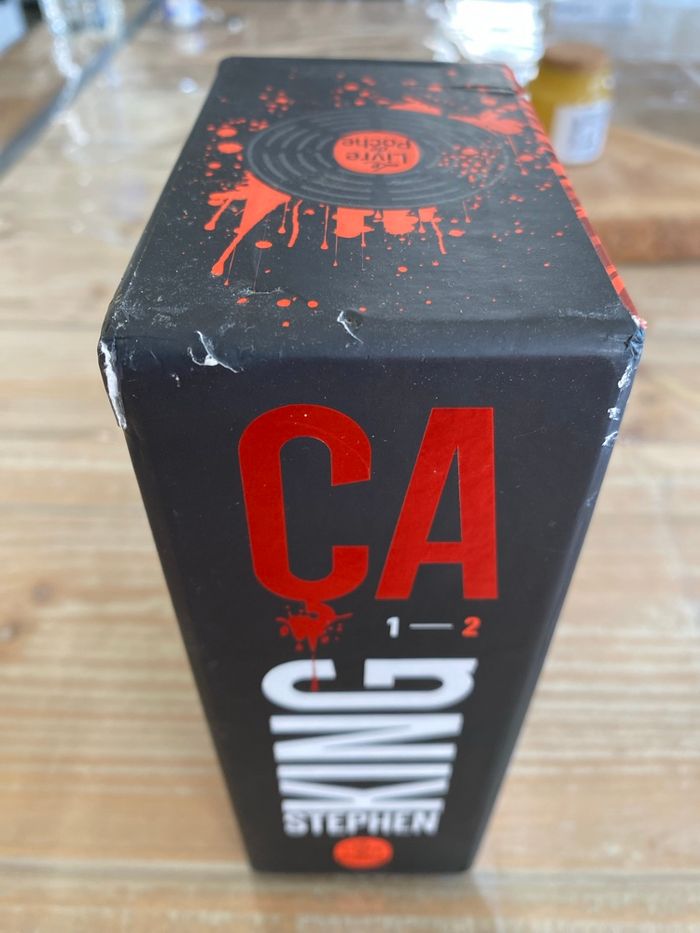 Le
Livre
de
Poche
ÇA
1 — 2
KING
STEPHEN